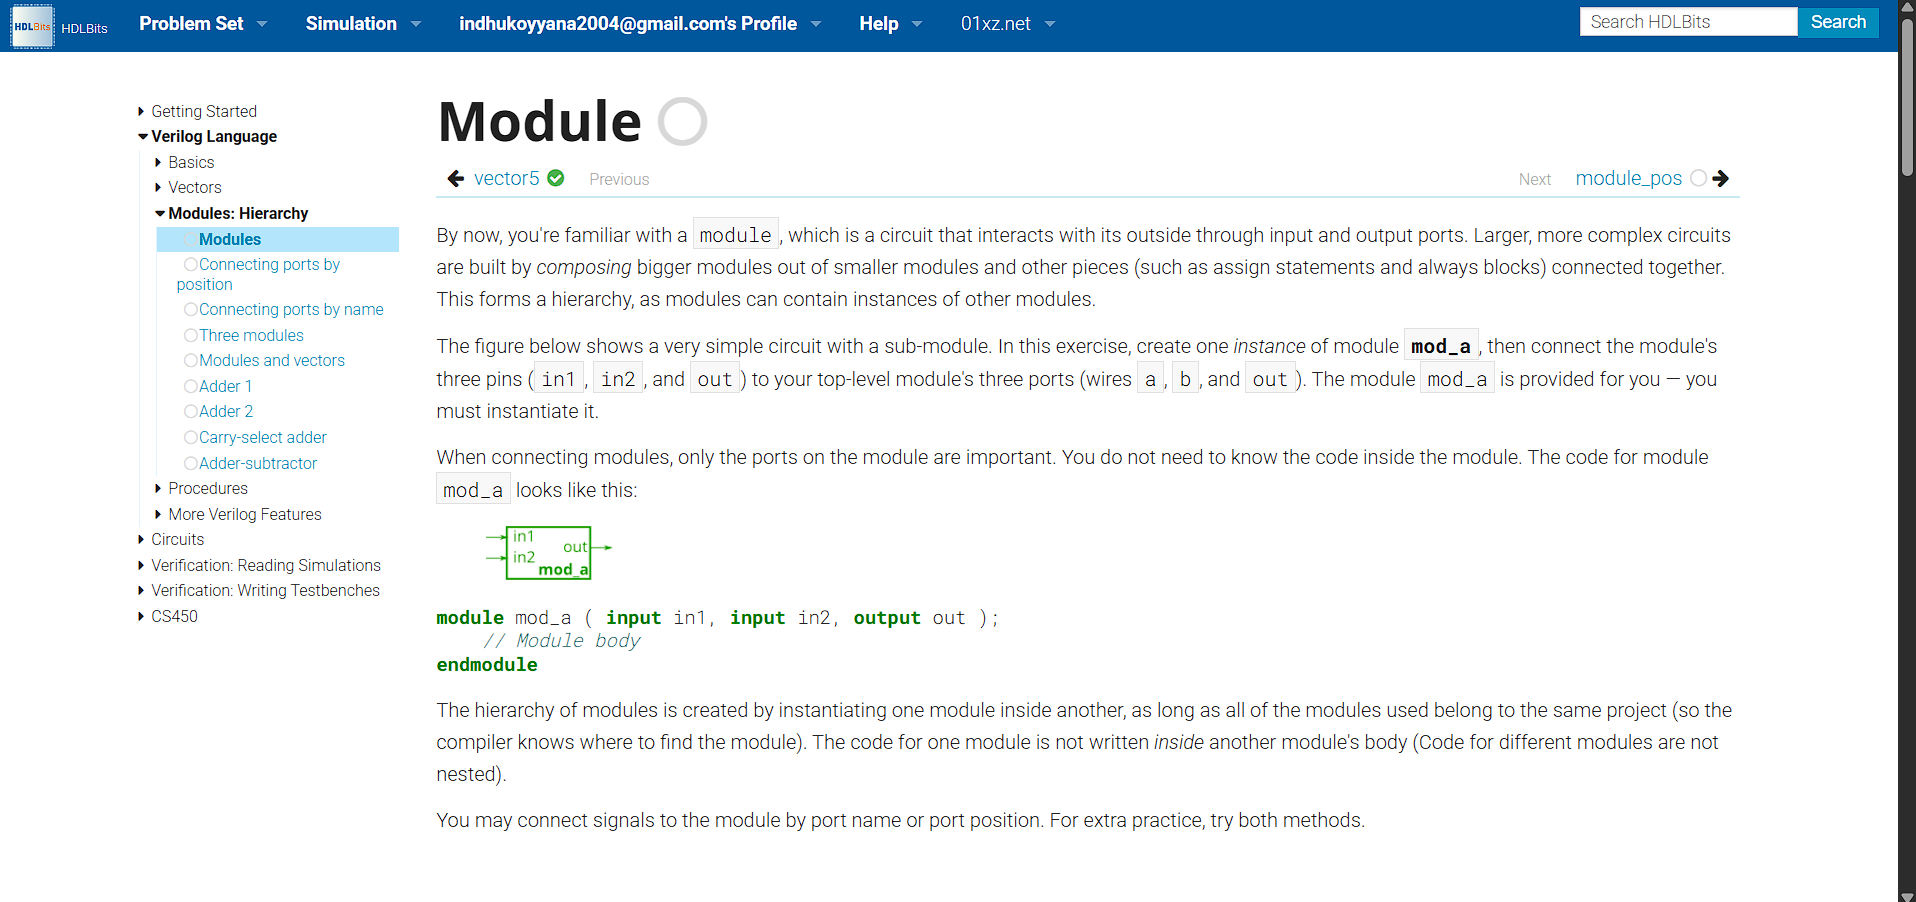 HDLBits HDLBits Problem Set Simulation indhukoyyana2004@gmail.com's Profile Help 01xz.net Search HDLBits Search
Getting Started
Verilog Language
Basics
Vectors
Modules: Hierarchy
Modules
Connecting ports by
position
Connecting ports by name
Three modules
Modules and vectors
Adder 1
Adder 2
Carry-select adder
Adder-subtractor
Procedures
More Verilog Features
Circuits
Verification: Reading Simulations
Verification: Writing Testbenches
CS450
Module
vector5 Previous Next module_pos
By now, you're familiar with a module, which is a circuit that interacts with its outside through input and output ports. Larger, more complex circuits
are built by composing bigger modules out of smaller modules and other pieces (such as assign statements and always blocks) connected together.
This forms a hierarchy, as modules can contain instances of other modules.
The figure below shows a very simple circuit with a sub-module. In this exercise, create one instance of module mod_a, then connect the module's
three pins (in1, in2, and out) to your top-level module's three ports (wires a, b, and out). The module mod_a is provided for you — you
must instantiate it.
When connecting modules, only the ports on the module are important. You do not need to know the code inside the module. The code for module
mod_a looks like this:
in1
out
in2
mod_a
module mod_a ( input in1, input in2, output out );
// Module body
endmodule
The hierarchy of modules is created by instantiating one module inside another, as long as all of the modules used belong to the same project (so the
compiler knows where to find the module). The code for one module is not written inside another module's body (Code for different modules are not
nested).
You may connect signals to the module by port name or port position. For extra practice, try both methods.